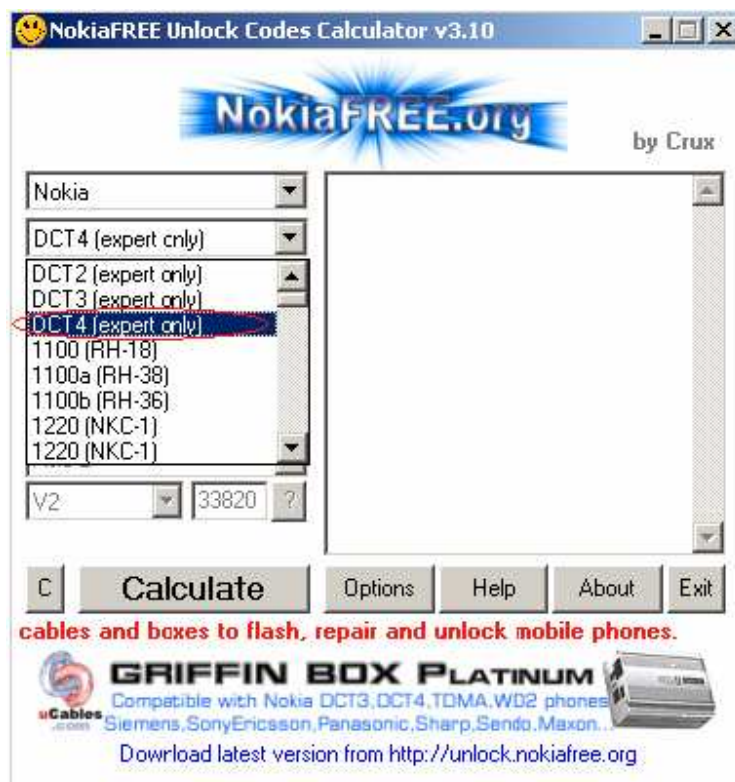 NokiaFREE Unlock Codes Calculator v3.10
NokiaFREE.org
by Crux
Nokia
DCT4 (expert only)
DCT2 (expert only)
DCT3 (expert only)
DCT4 (expert only)
1100 (RH-18)
1100a (RH-38)
1100b (RH-36)
1220 (NKC-1)
1220 (NKC-1)
V2 33820 ?
C Calculate Options Help About Exit
cables and boxes to flash, repair and unlock mobile phones.
GRIFFIN BOX PLATINUM
Compatible with Nokia DCT3,DCT4,TDMA,WD2 phones
uCables .com Siemens,SonyEricsson,Panasonic,Sharp,Sendo,Maxon...
Download latest version from http://unlock.nokiafree.org